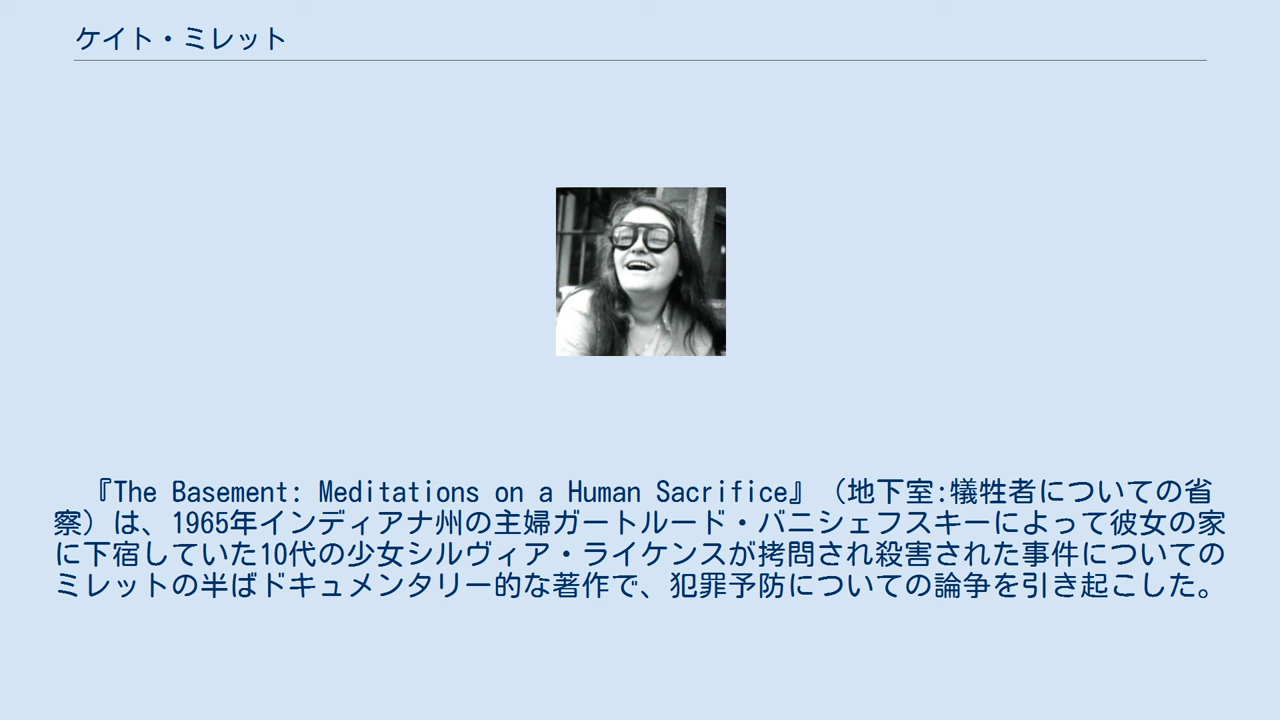 ケイト・ミレット
『The Basement: Meditations on a Human Sacrifice』（地下室:犠牲者についての省
察）は、1965年インディアナ州の主婦ガートルード・バニシェフスキーによって彼女の家
に下宿していた10代の少女シルヴィア・ライケンスが拷問され殺害された事件についての
ミレットの半ばドキュメンタリー的な著作で、犯罪予防についての論争を引き起こした。